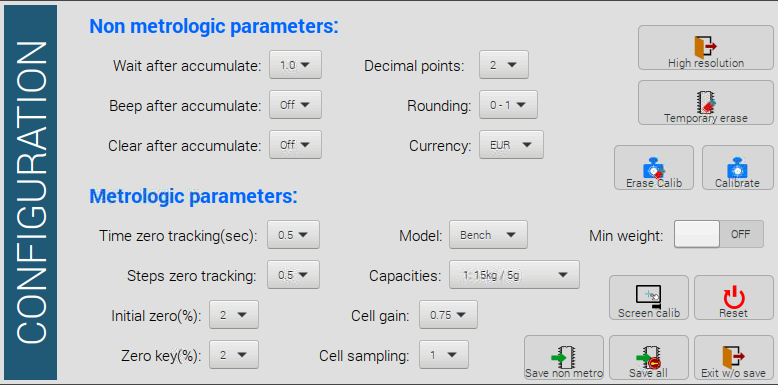 CONFIGURATION
Non metrologic parameters:
Wait after accumulate: 1.0 Decimal points: 2
Beep after accumulate: Off Rounding: 0 - 1
Clear after accumulate: Off Currency: EUR
High resolution
Temporary erase
Erase Calib Calibrate
Metrologic parameters:
Time zero tracking(sec): 0.5 Model: Bench Min weight: OFF
Steps zero tracking: 0.5 Capacities: 1: 15kg / 5g
Initial zero(%): 2 Cell gain: 0.75 Screen calib Reset
Zero key(%): 2 Cell sampling: 1 Save non metro Save all Exit w/o save